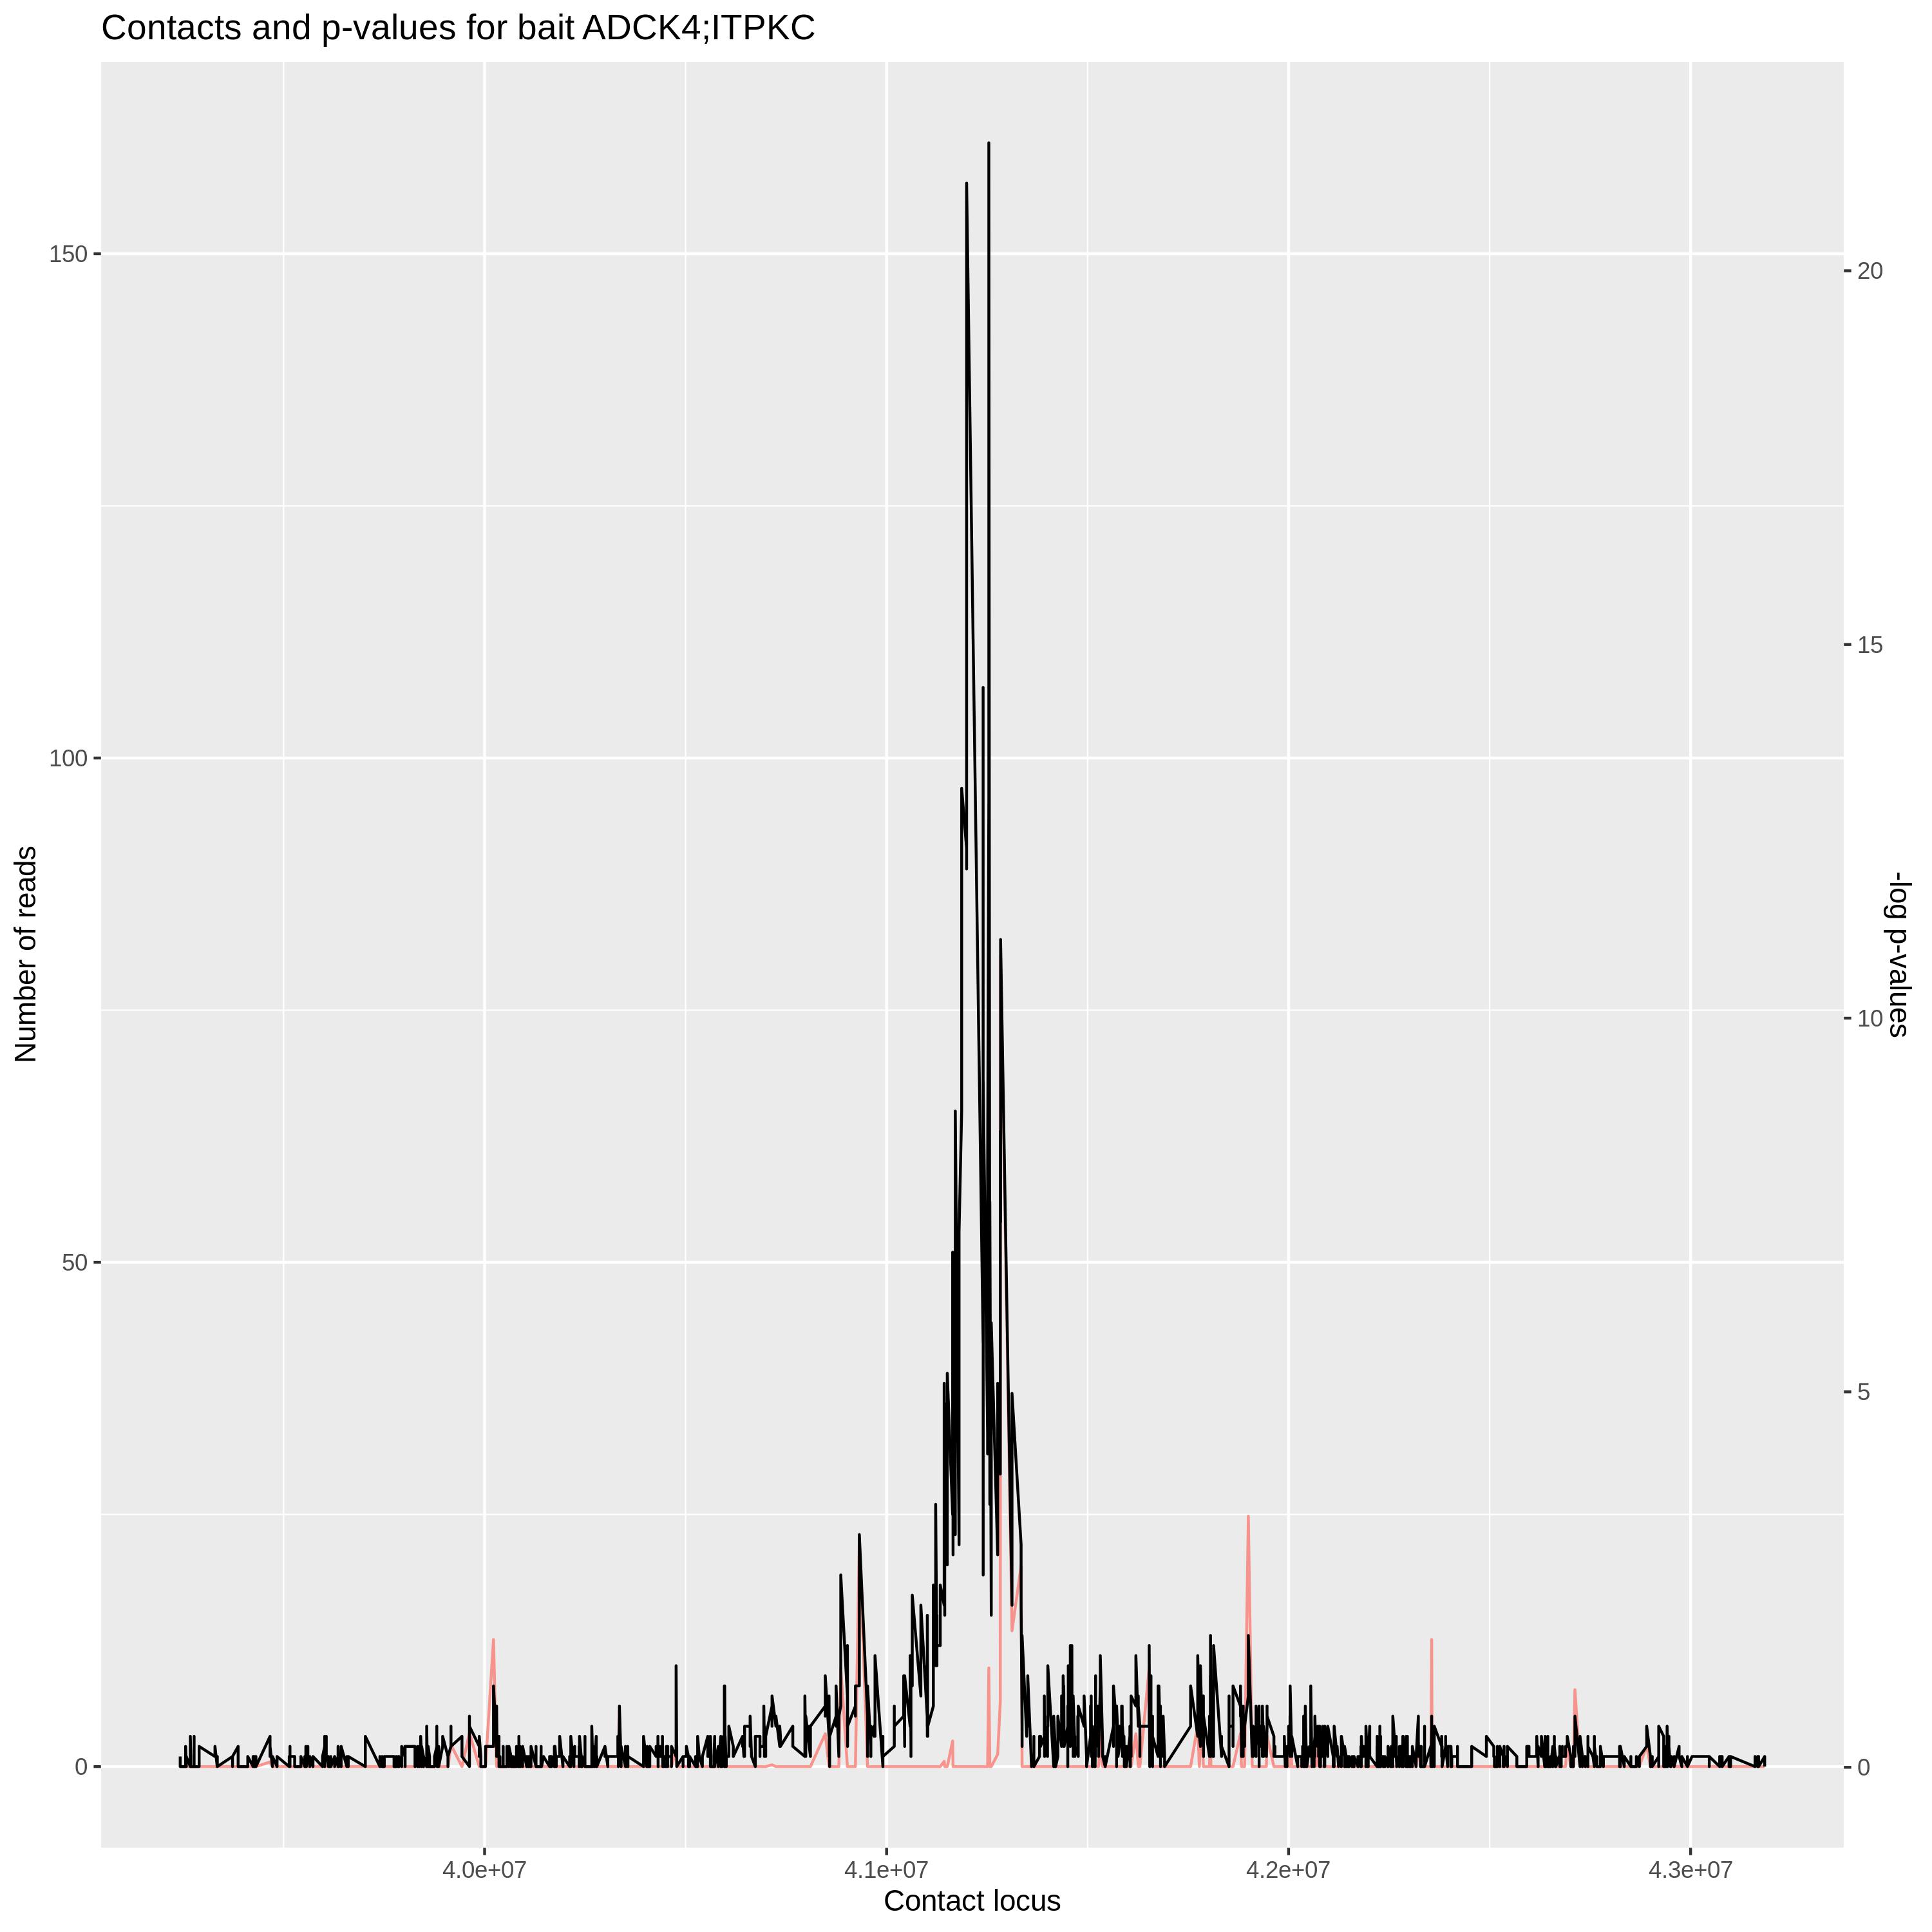 Contacts and p-values for bait ADCK4;ITPKC
150
100
50
0
Number of reads
20
15
10
5
0
-log p-values
4.0e+07
4.1e+07
4.2e+07
4.3e+07
Contact locus